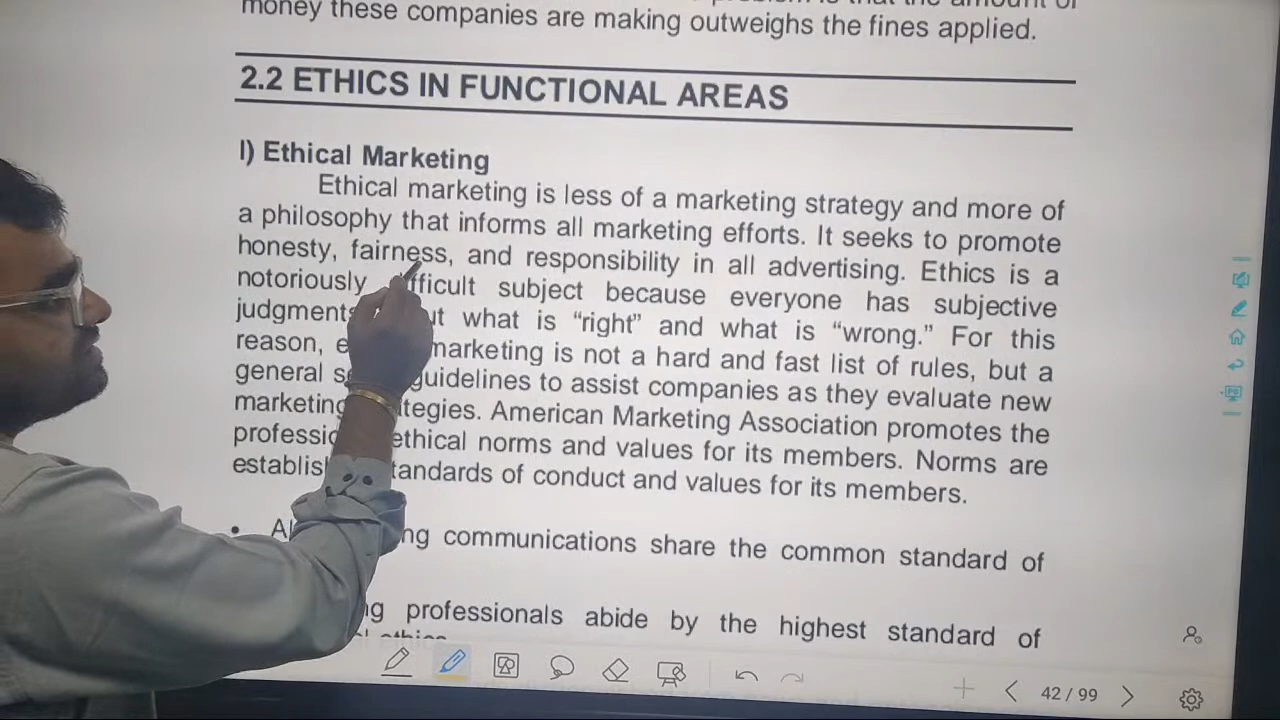 money these companies are making outweighs the fines applied.
2.2 ETHICS IN FUNCTIONAL AREAS
I) Ethical Marketing
Ethical marketing is less of a marketing strategy and more of
a philosophy that informs all marketing efforts. It seeks to promote
honesty, fairness, and responsibility in all advertising. Ethics is a
notoriously fficult subject because everyone has subjective
judgments ut what is “right” and what is “wrong.” For this
reason, e marketing is not a hard and fast list of rules, but a
general s guidelines to assist companies as they evaluate new
marketing tegies. American Marketing Association promotes the
professio ethical norms and values for its members. Norms are
establis tandards of conduct and values for its members.
• Al ng communications share the common standard of
ng professionals abide by the highest standard of
42 / 99